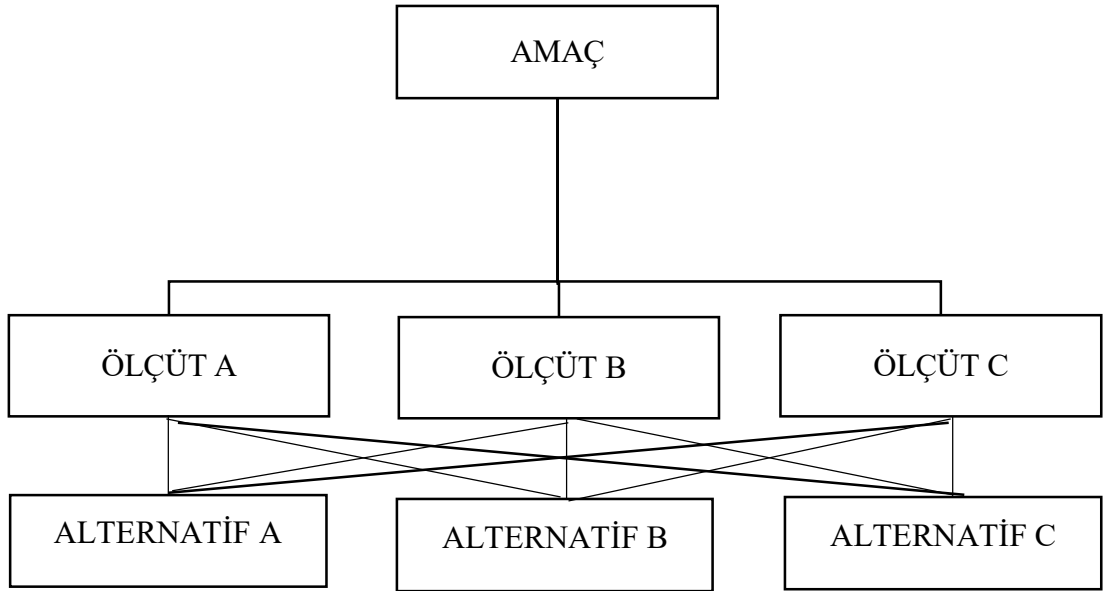 AMAÇ
ÖLÇÜT A
ÖLÇÜT B
ÖLÇÜT C
ALTERNATİF A
ALTERNATİF B
ALTERNATİF C